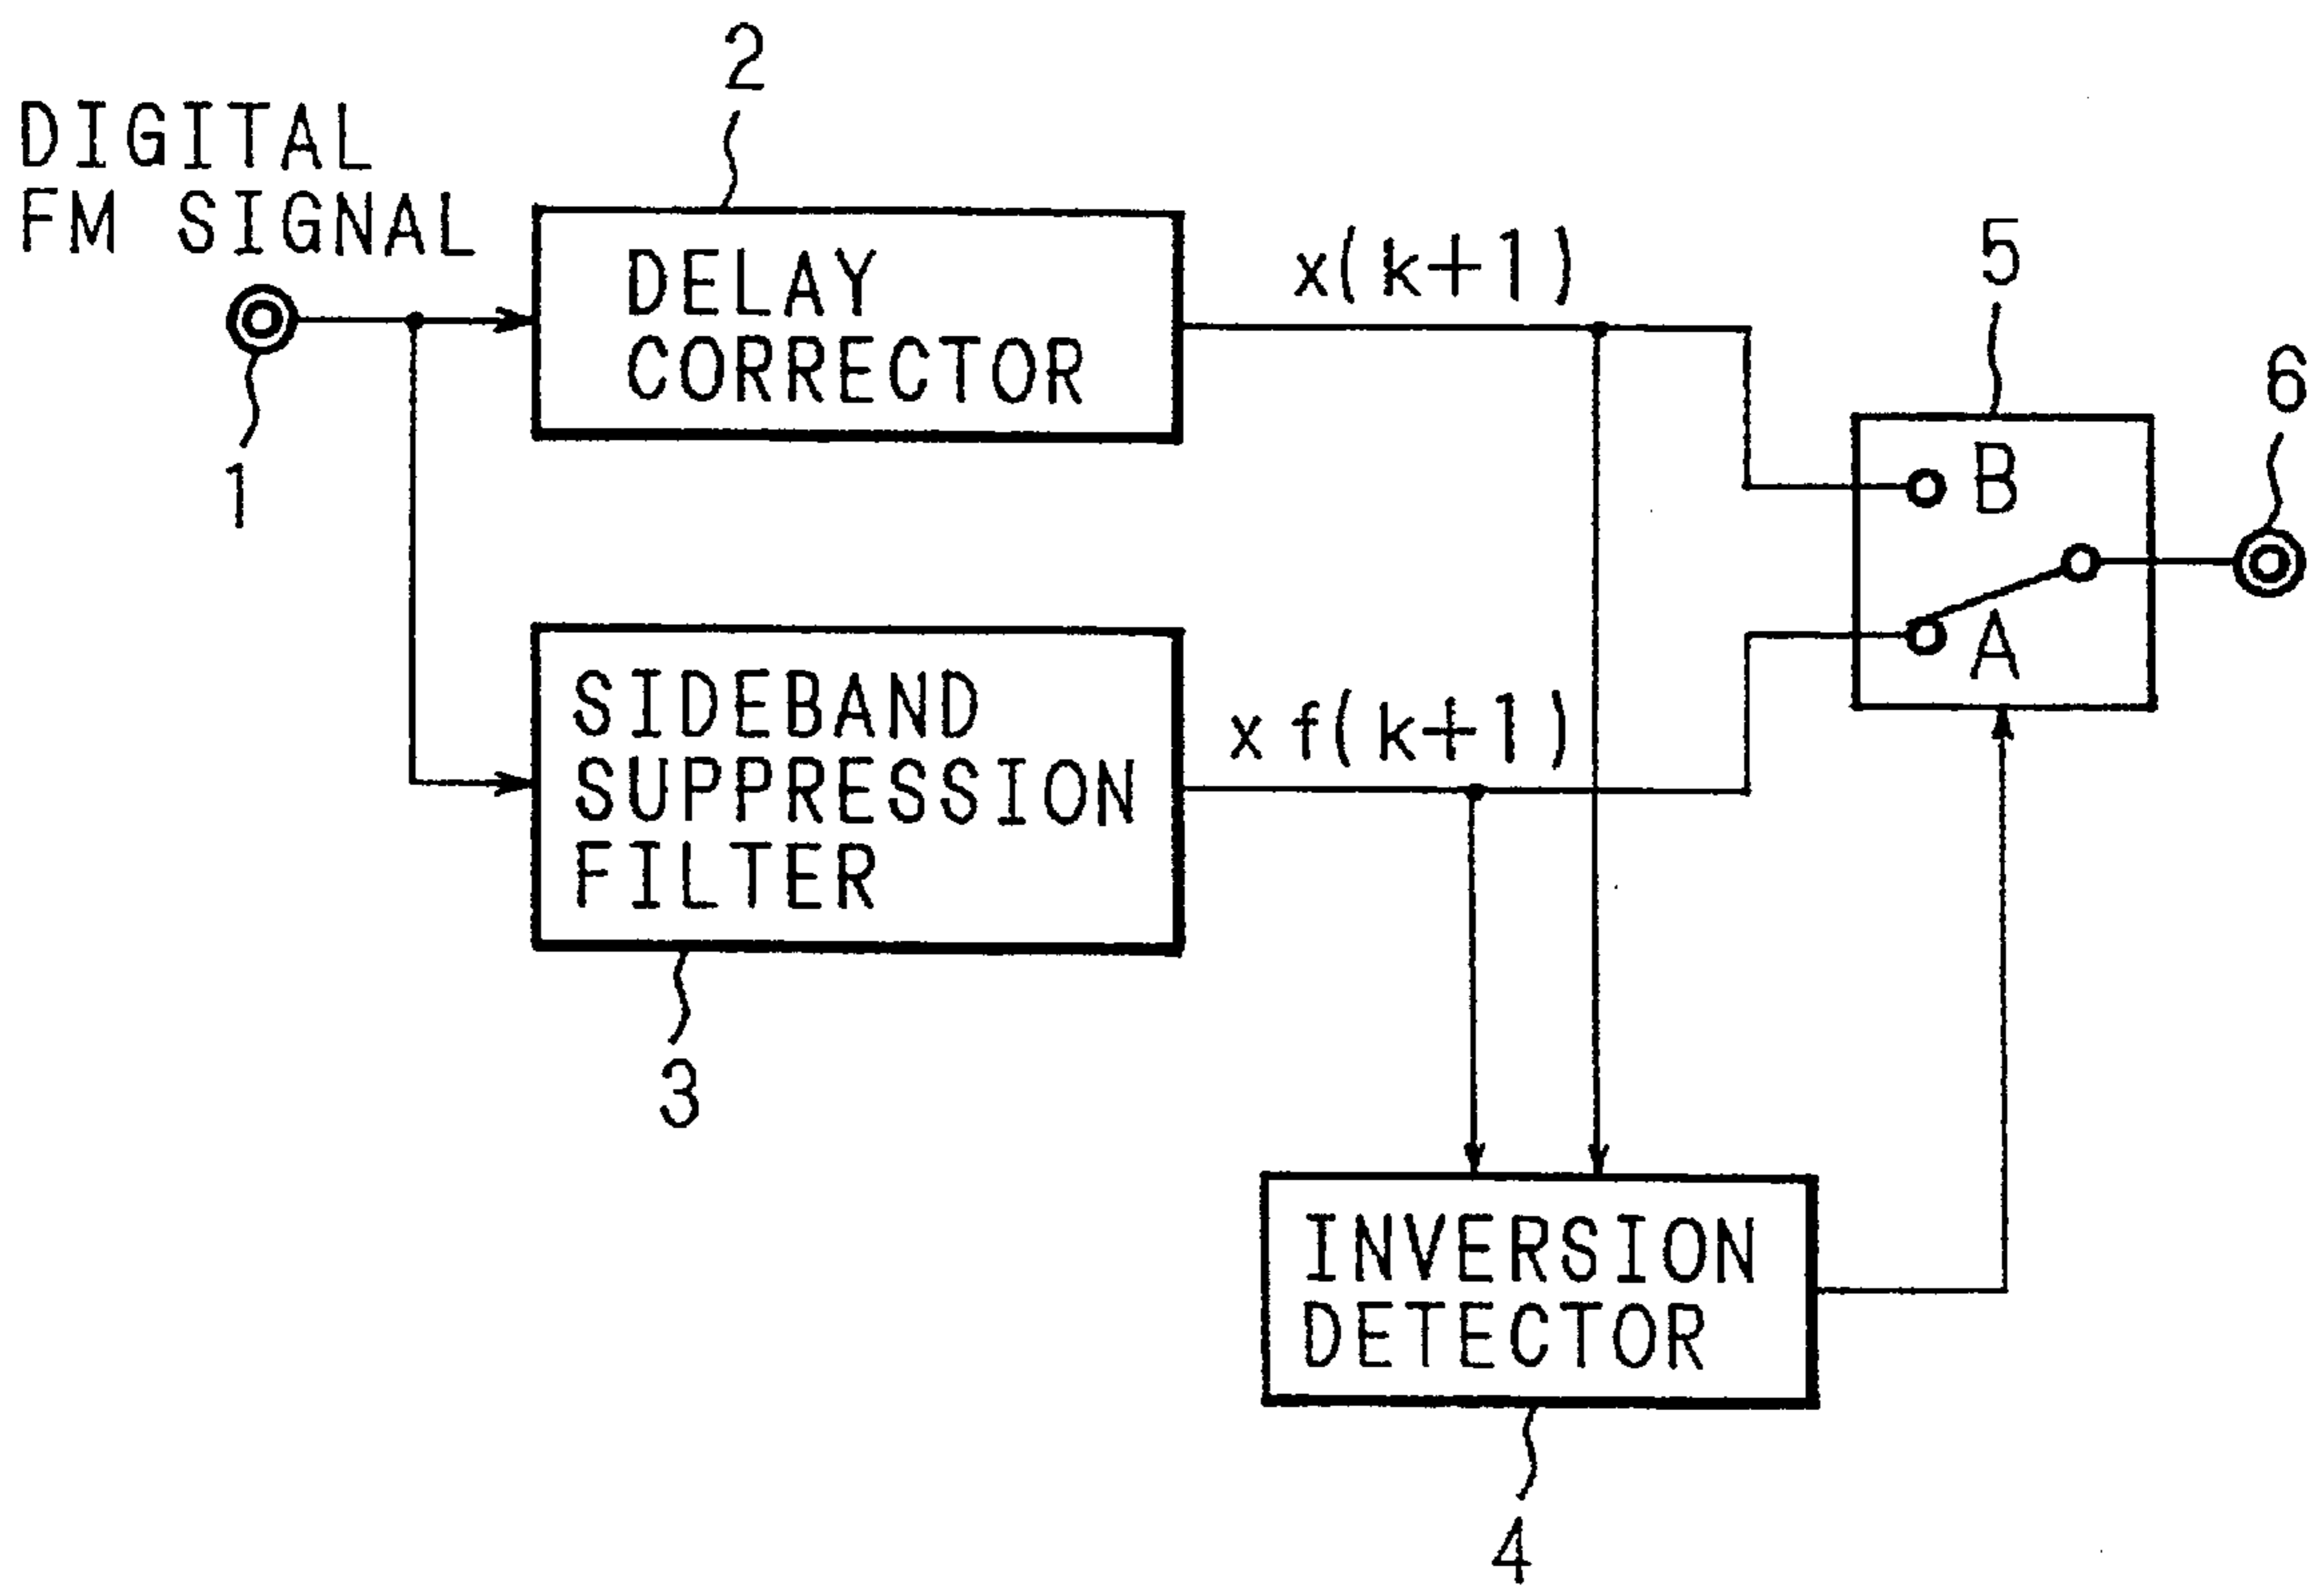 2
DIGITAL
FM SIGNAL
1
DELAY
CORRECTOR
x(k+1)
5
6
B
A
SIDEBAND
SUPPRESSION
FILTER
xf(k+1)
3
INVERSION
DETECTOR
4